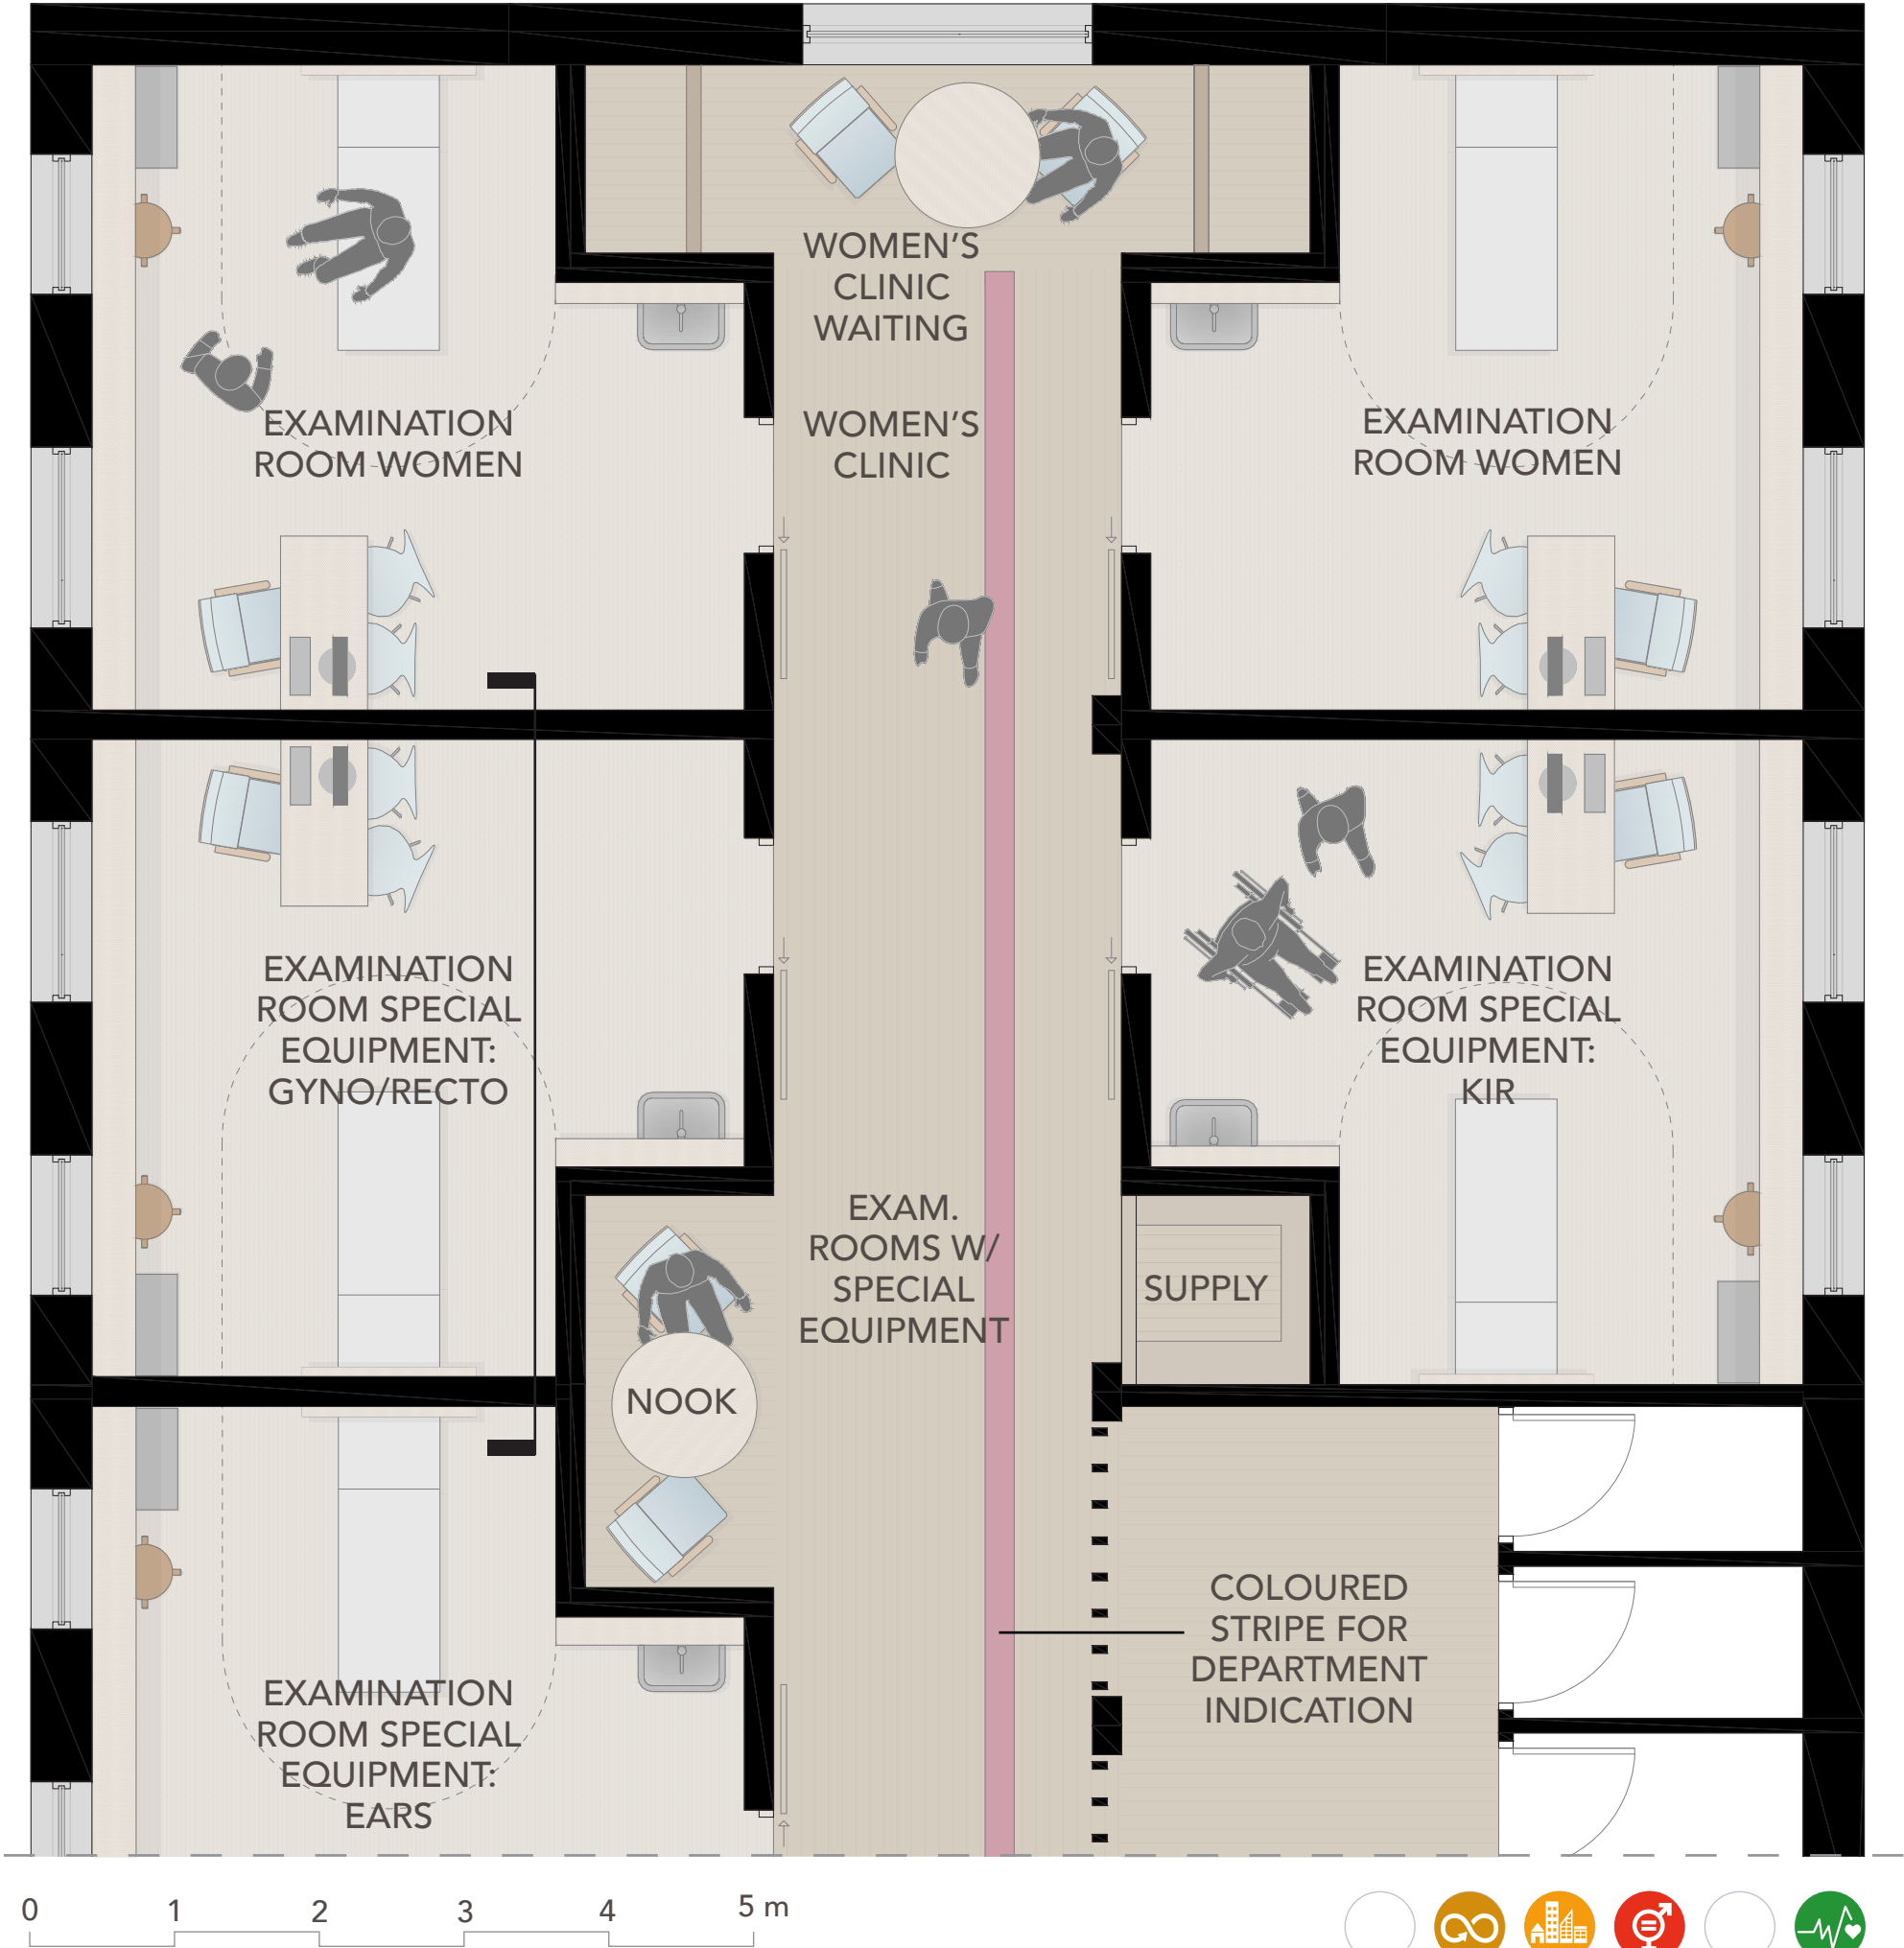 WOMEN'S
CLINIC
WAITING
WOMEN'S
CLINIC
EXAMINATION
ROOM WOMEN
EXAMINATION
ROOM WOMEN
EXAMINATION
ROOM SPECIAL
EQUIPMENT:
GYNO/RECTO
EXAMINATION
ROOM SPECIAL
EQUIPMENT:
KIR
EXAM.
ROOMS W/
SPECIAL
EQUIPMENT
SUPPLY
NOOK
COLOURED
STRIPE FOR
DEPARTMENT
INDICATION
EXAMINATION
ROOM SPECIAL
EQUIPMENT:
EARS
0 1 2 3 4 5 m